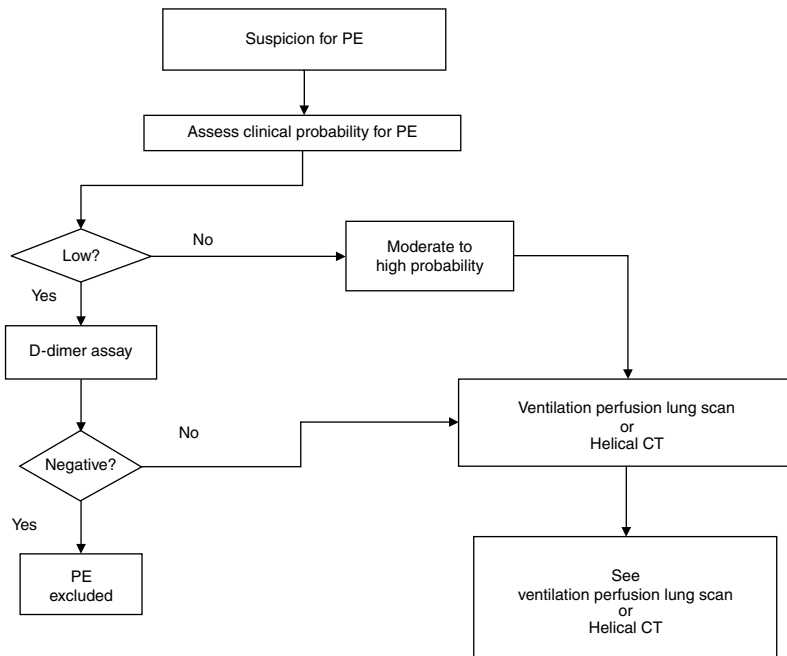 Suspicion for PE
Assess clinical probability for PE
Low?
No
Moderate to
high probability
Yes
D-dimer assay
Ventilation perfusion lung scan
or
Helical CT
No
Negative?
Yes
PE
excluded
See
ventilation perfusion lung scan
or
Helical CT